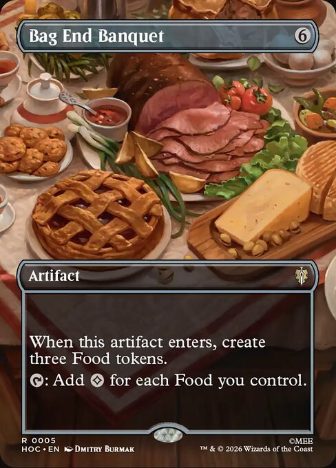 Bag End Banquet 6
Artifact
When this artifact enters, create
three Food tokens.
: Add for each Food you control.
R 0005 ©MEE
HOC • EN Dmitry Burmak ™ & © 2026 Wizards of the Coast